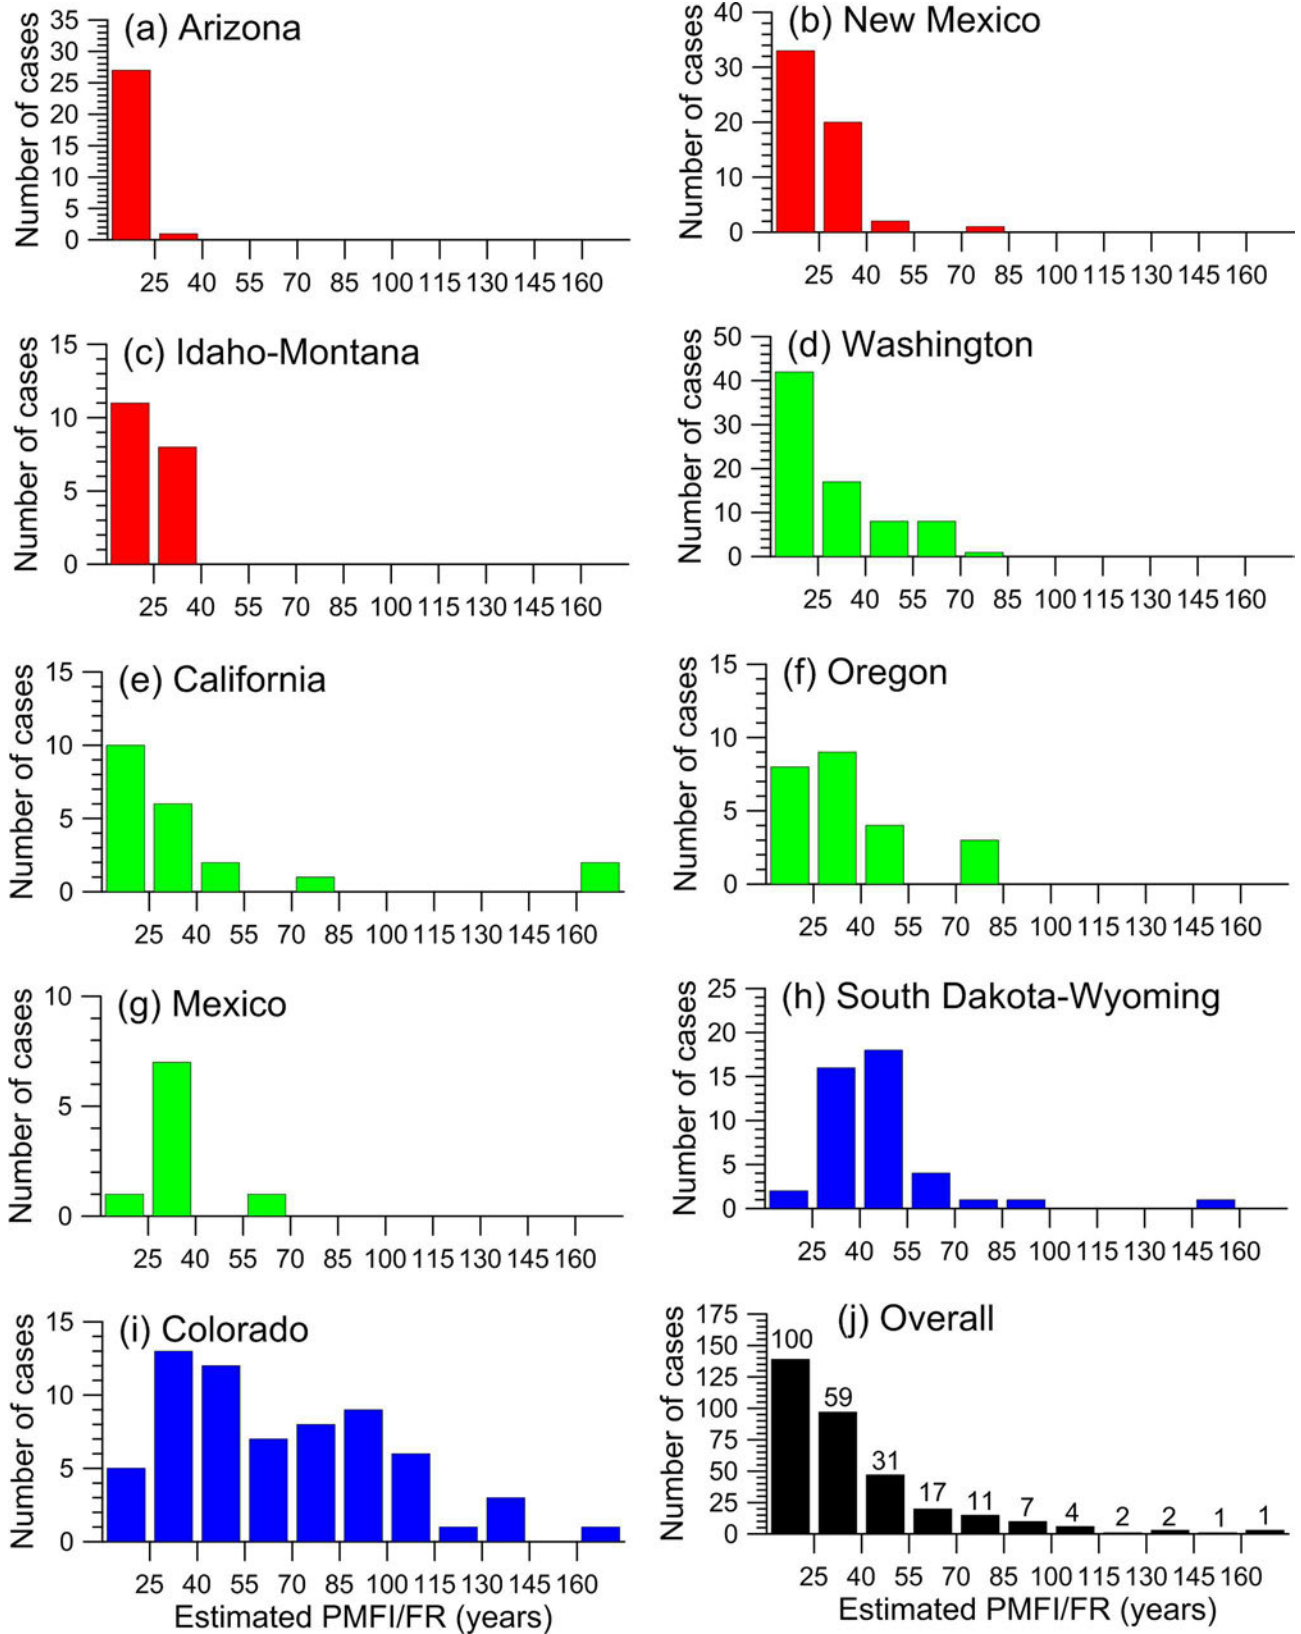 (a) Arizona
Number of cases
35
30
25
20
15
10
5
0
25 40 55 70 85 100 115 130 145 160
(b) New Mexico
Number of cases
40
30
20
10
0
25 40 55 70 85 100 115 130 145 160
(c) Idaho-Montana
Number of cases
15
10
5
0
25 40 55 70 85 100 115 130 145 160
(d) Washington
Number of cases
50
40
30
20
10
0
25 40 55 70 85 100 115 130 145 160
(e) California
Number of cases
15
10
5
0
25 40 55 70 85 100 115 130 145 160
(f) Oregon
Number of cases
15
10
5
0
25 40 55 70 85 100 115 130 145 160
(g) Mexico
Number of cases
10
5
0
25 40 55 70 85 100 115 130 145 160
(h) South Dakota-Wyoming
Number of cases
25
20
15
10
5
0
25 40 55 70 85 100 115 130 145 160
(i) Colorado
Number of cases
15
10
5
0
25 40 55 70 85 100 115 130 145 160
Estimated PMFI/FR (years)
(j) Overall
Number of cases
175
150
125
100
75
50
25
0
100 59 31 17 11 7 4 2 2 1 1
25 40 55 70 85 100 115 130 145 160
Estimated PMFI/FR (years)